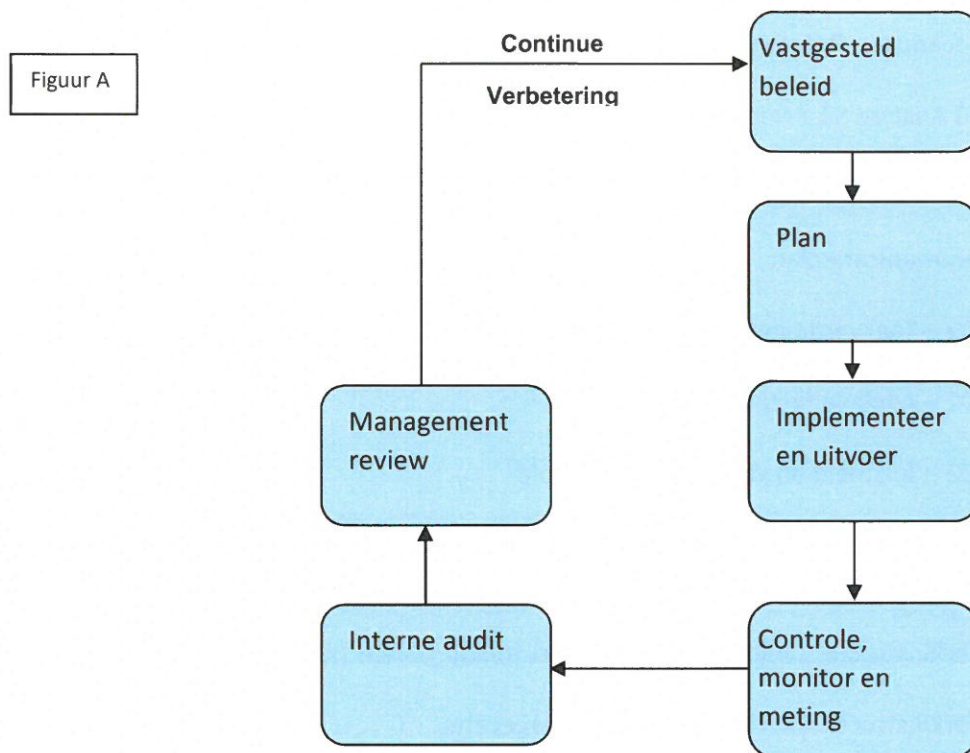 Figuur A
Continue
Verbetering
Vastgesteld
beleid
Plan
Implementeer
en uitvoer
Controle,
monitor en
meting
Interne audit
Management
review